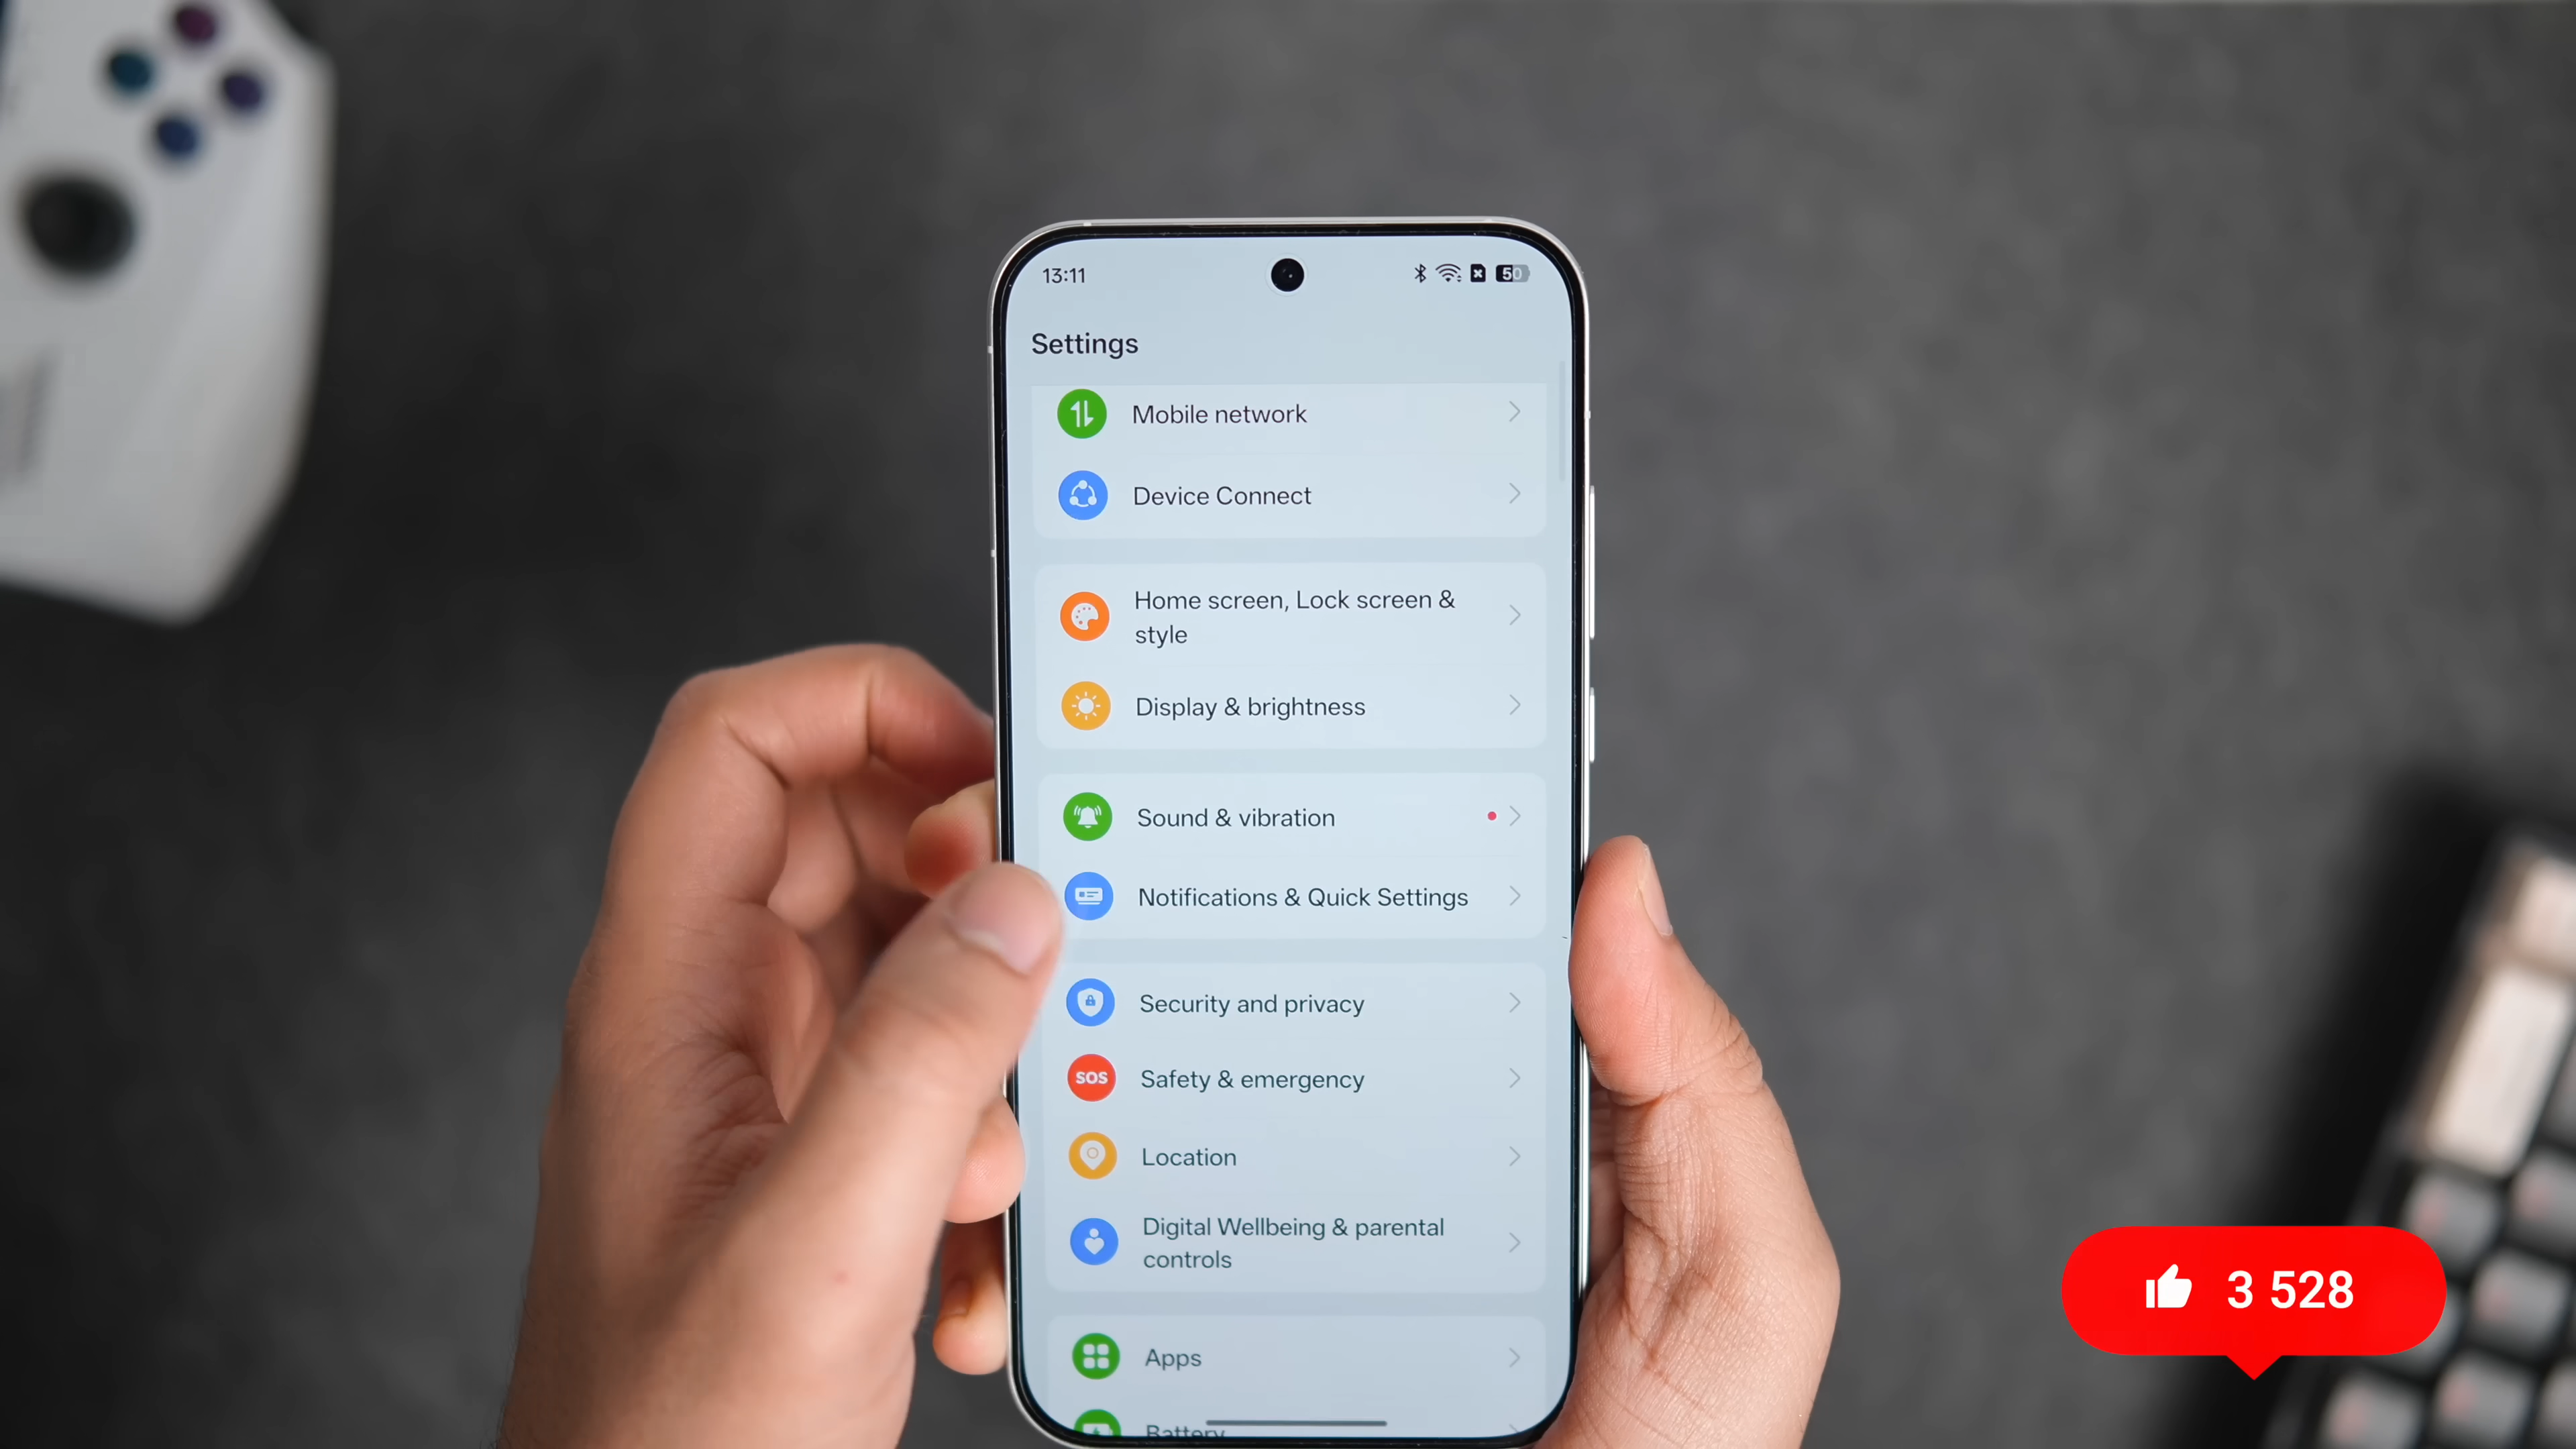 13:11
50
Settings
Mobile network
Device Connect
Home screen, Lock screen &
style
Display & brightness
Sound & vibration
Notifications & Quick Settings
Security and privacy
SOS
Safety & emergency
Location
Digital Wellbeing & parental
controls
Apps
Battery
3 528